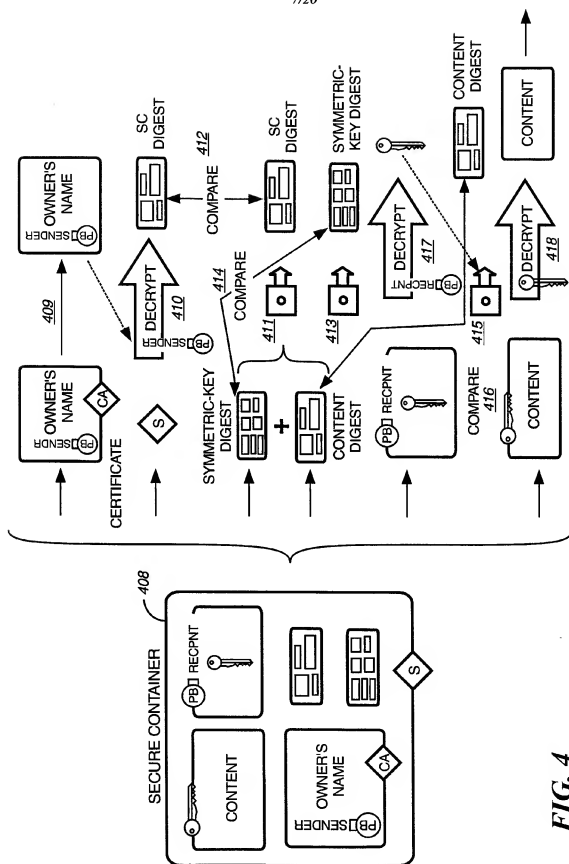 SECURE CONTAINER
408
CONTENT
PB RECPNT
OWNER'S
NAME
PB SENDER
CA
S
OWNER'S
NAME
PB SENDR
CA
CERTIFICATE
409
OWNER'S
NAME
PB SENDER
S
DECRYPT
410
PB SENDER
SC
DIGEST
COMPARE
412
SYMMETRIC-KEY
DIGEST
+
CONTENT
DIGEST
414
COMPARE
411
SC
DIGEST
413
SYMMETRIC-
KEY DIGEST
PB RECPNT
DECRYPT
417
PB RECPNT
COMPARE
416
415
CONTENT
DIGEST
CONTENT
DECRYPT
418
CONTENT
FIG. 4